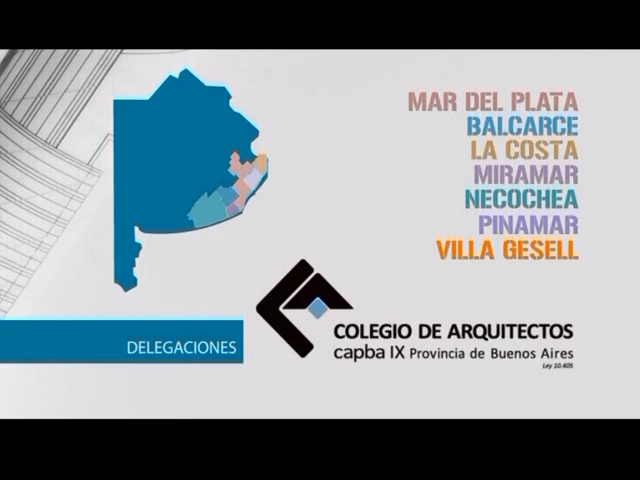 MAR DEL PLATA
BALCARCE
LA COSTA
MIRAMAR
NECOCHEA
PINAMAR
VILLA GESELL
DELEGACIONES
COLEGIO DE ARQUITECTOS
capba IX Provincia de Buenos Aires
Ley 10.405